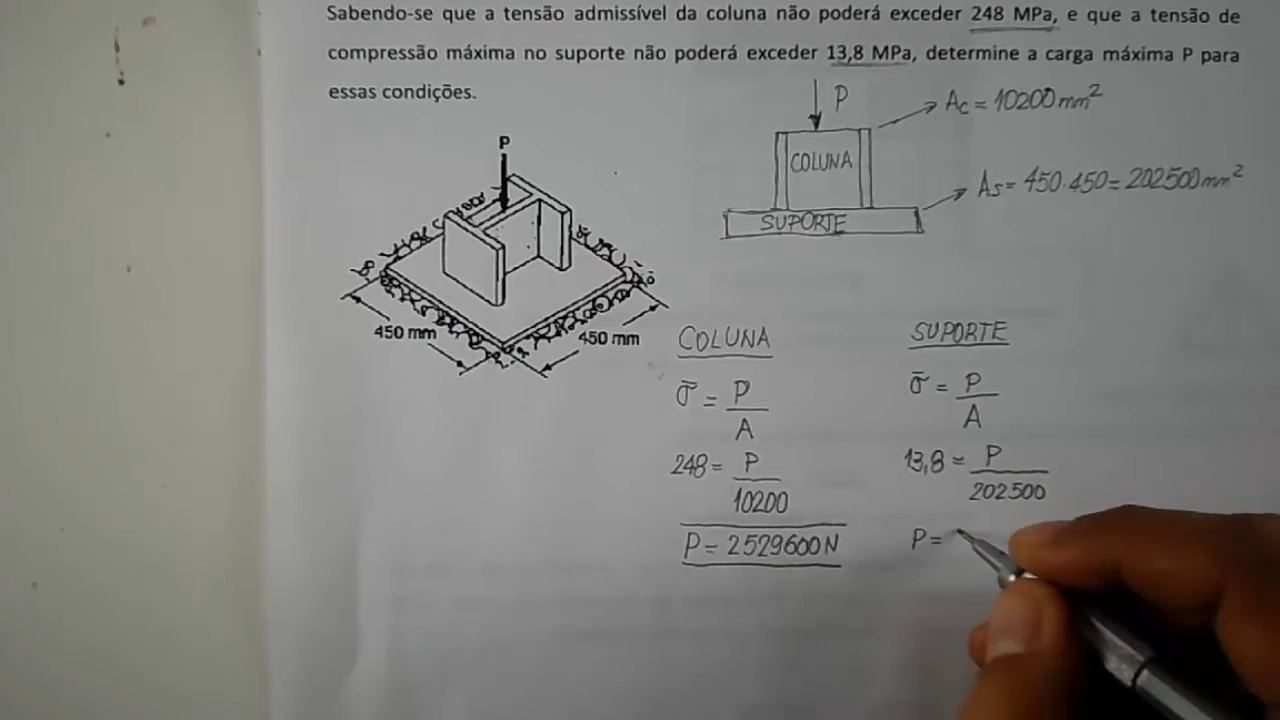 Sabendo-se que a tensão admissível da coluna não poderá exceder 248 MPa, e que a tensão de
compressão máxima no suporte não poderá exceder 13,8 MPa, determine a carga máxima P para
essas condições.
P
450 mm
450 mm
P
Ac = 10200 mm²
COLUNA
As = 450.450 = 202500 mm²
SUPORTE
COLUNA
σ̄ = P
A
248 = P
10200
P = 2529600 N
SUPORTE
σ̄ = P
A
13,8 = P
202500
P =